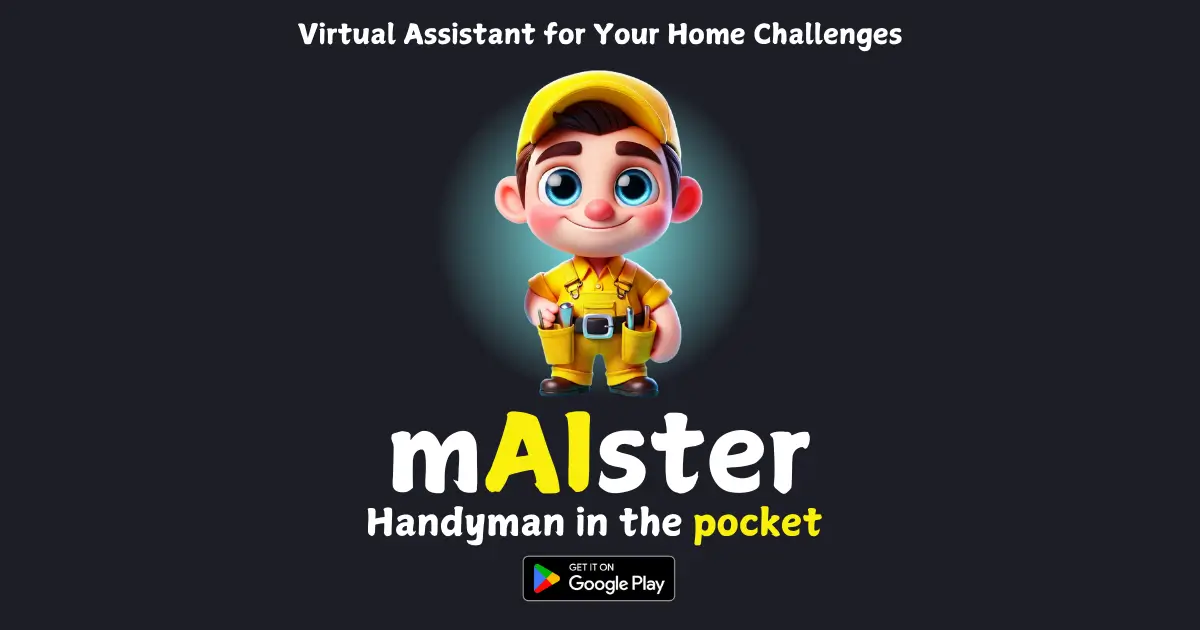 Virtual Assistant for Your Home Challenges
mAIster
Handyman in the pocket
GET IT ON
Google Play